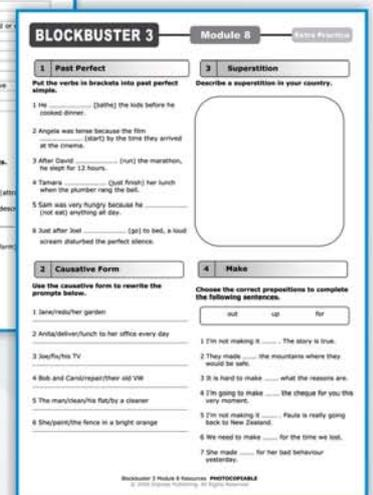 BLOCKBUSTER 3
Module 8
Extra Practice
1 Past Perfect
Put the verbs in brackets into past perfect
simple.
1 He .................. (bathe) the kids before he
cooked dinner.
2 Angela was tense because the film
.................. (start) by the time they arrived
at the cinema.
3 After David .................. (run) the marathon,
he slept for 12 hours.
4 Tamara .................. (just finish) her lunch
when the plumber rang the bell.
5 Sam was very hungry because he ..................
(not eat) anything all day.
6 Just after Joel .................. (go) to bed, a loud
scream disturbed the perfect silence.
2 Causative Form
Use the causative form to rewrite the
prompts below.
1 Jane/redo/her garden
2 Anita/deliver/lunch to her office every day
3 Joe/fix/his TV
4 Bob and Carol/repair/their old VW
5 The man/clean/his flat/by a cleaner
6 She/paint/the fence in a bright orange
3 Superstition
Describe a superstition in your country.
4 Make
Choose the correct prepositions to complete
the following sentences.
out up for
1 I'm not making it ........ . The story is true.
2 They made ........ the mountains where they
would be safe.
3 It is hard to make ........ what the reasons are.
4 I'm going to make ........ the cheque for you this
very moment.
5 I'm not making it ........ . Paula is really going
back to New Zealand.
6 We need to make ........ for the time we lost.
7 She made ........ for her bad behaviour
yesterday.
Blockbuster 3 Module 8 Resources PHOTOCOPIABLE
Express Publishing. All Rights Reserved